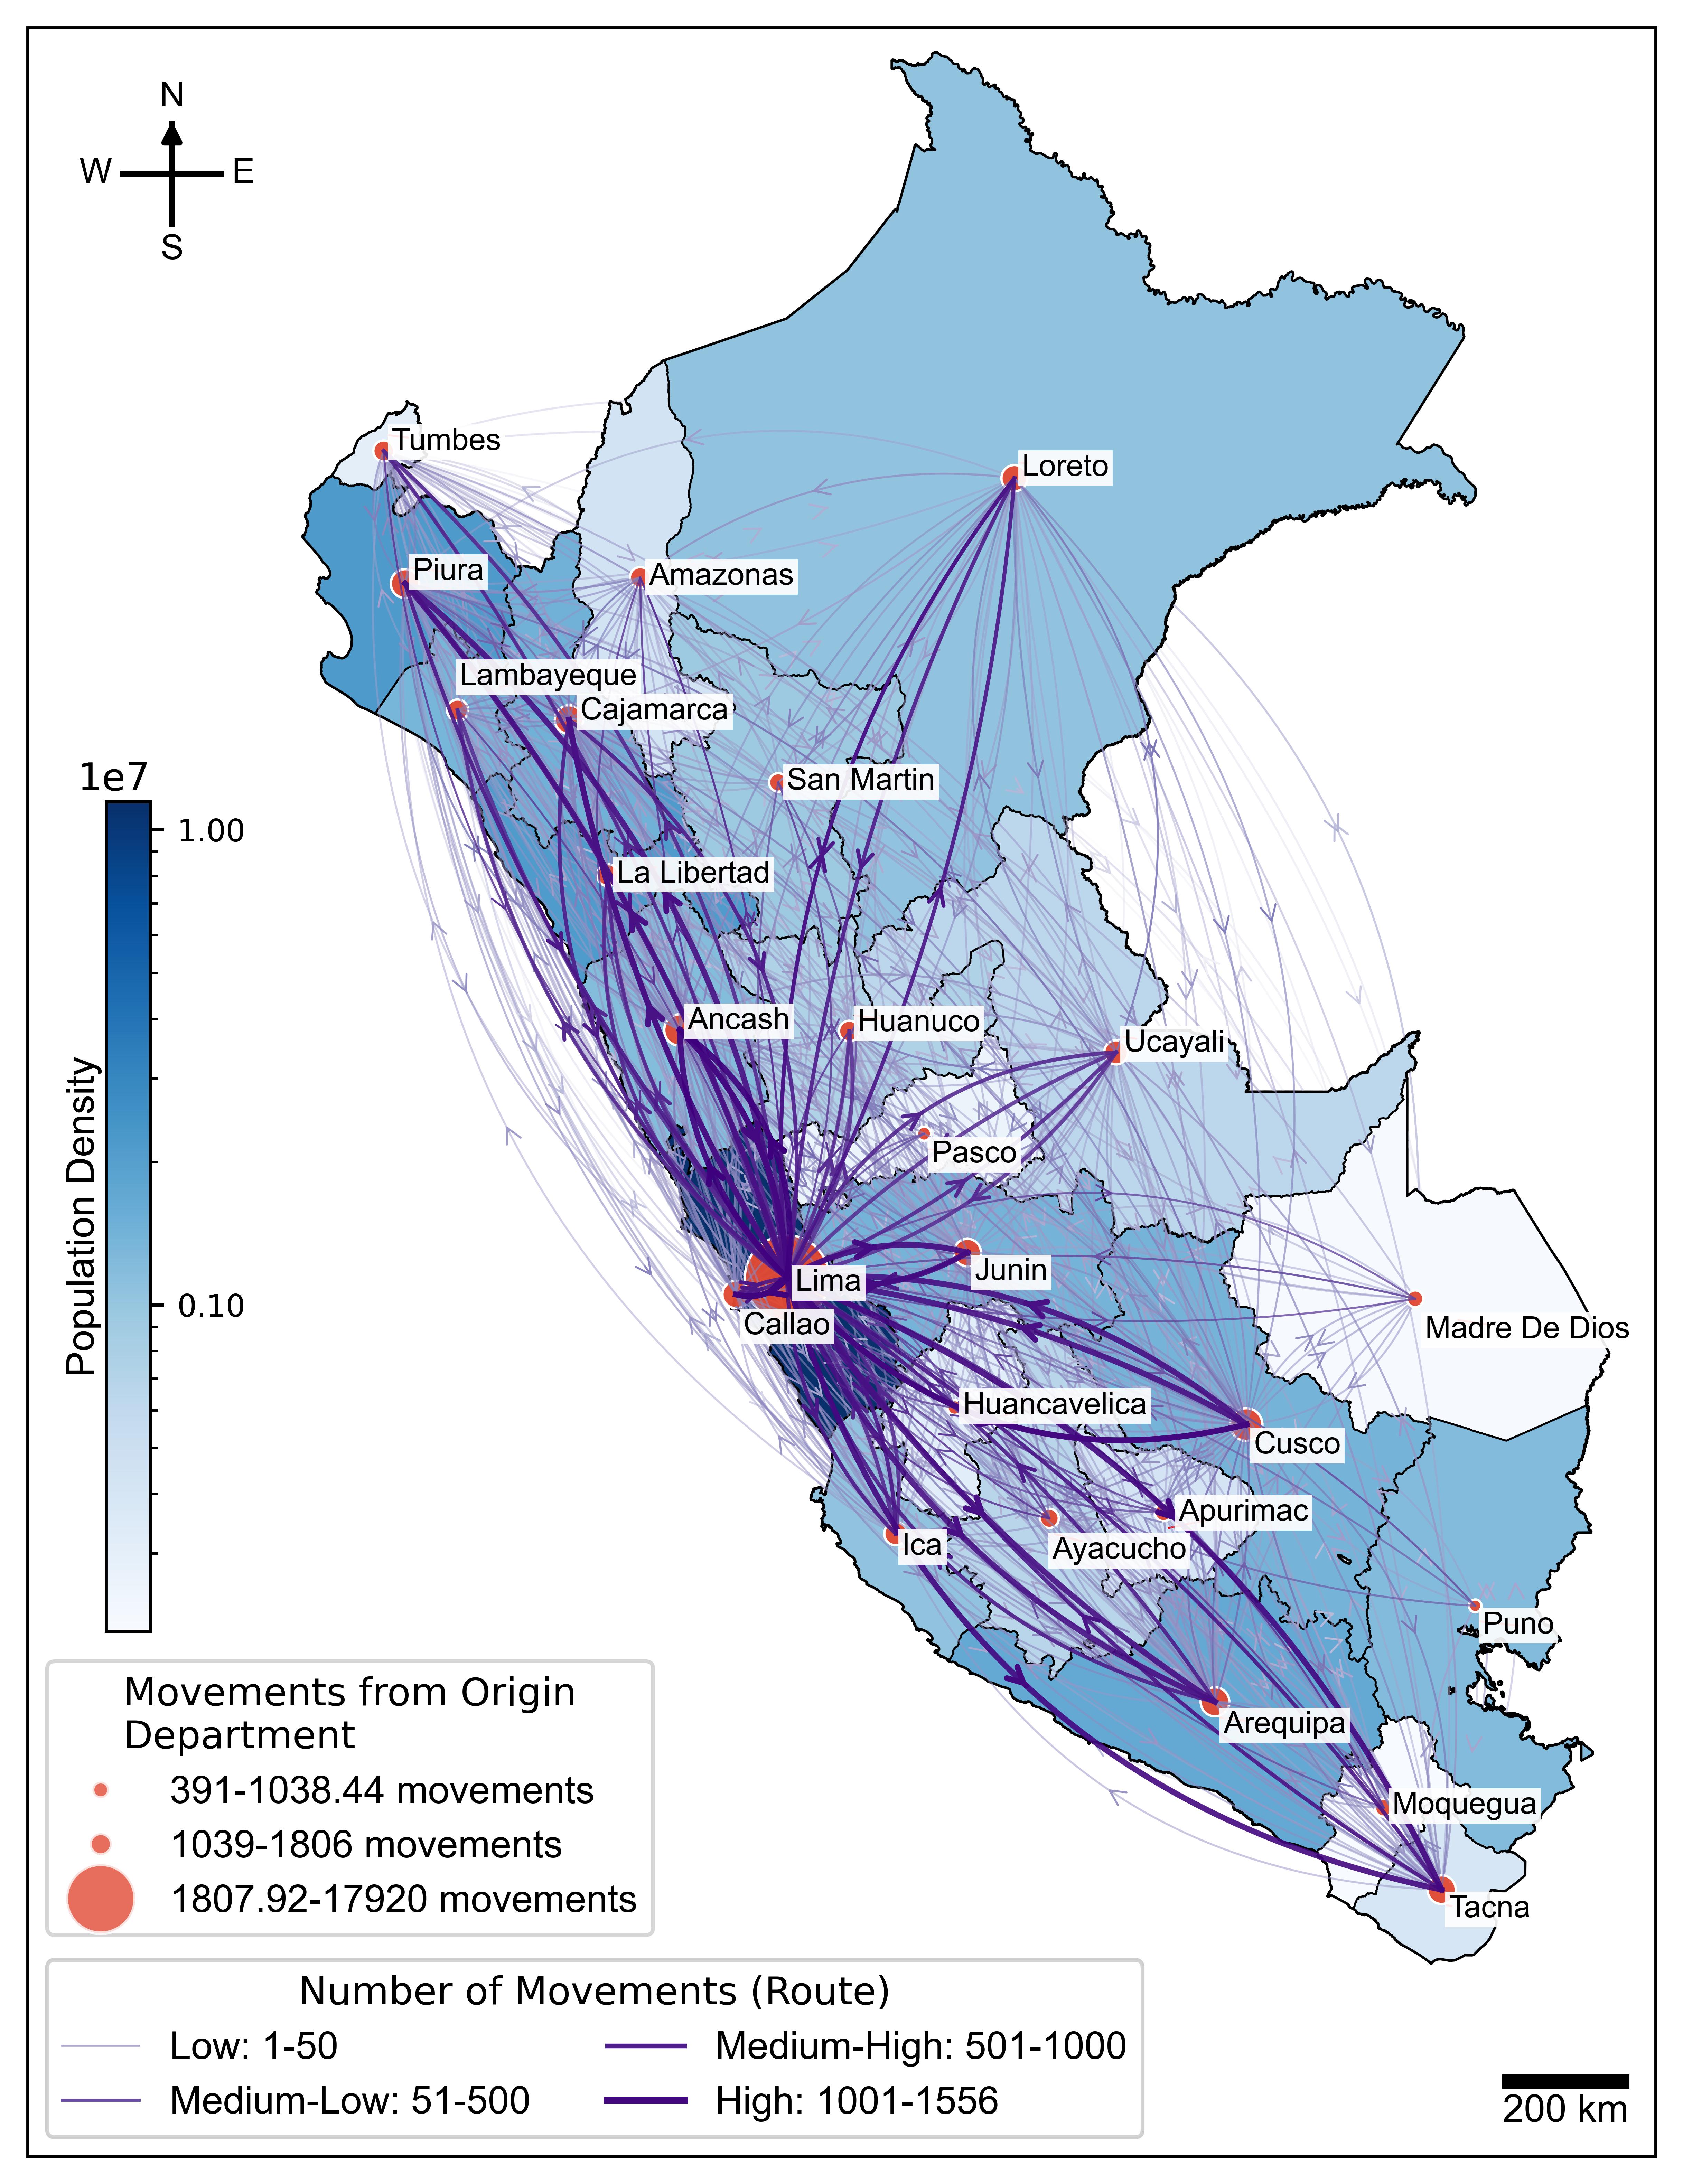 N
W E
S
Tumbes
Loreto
Piura
Amazonas
Lambayeque
Cajamarca
San Martin
La Libertad
Ancash
Huanuco
Ucayali
Pasco
Junin
Lima
Callao
Madre De Dios
Huancavelica
Cusco
Apurimac
Ayacucho
Ica
Puno
Arequipa
Moquegua
Tacna
1e7
1.00
0.10
Population Density
Movements from Origin
Department
391-1038.44 movements
1039-1806 movements
1807.92-17920 movements
Number of Movements (Route)
Low: 1-50
Medium-Low: 51-500
Medium-High: 501-1000
High: 1001-1556
200 km